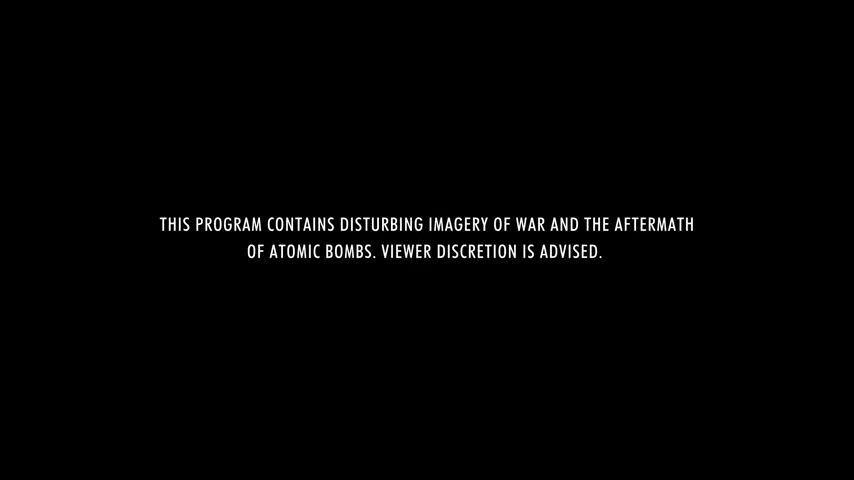 THIS PROGRAM CONTAINS DISTURBING IMAGERY OF WAR AND THE AFTERMATH
OF ATOMIC BOMBS. VIEWER DISCRETION IS ADVISED.